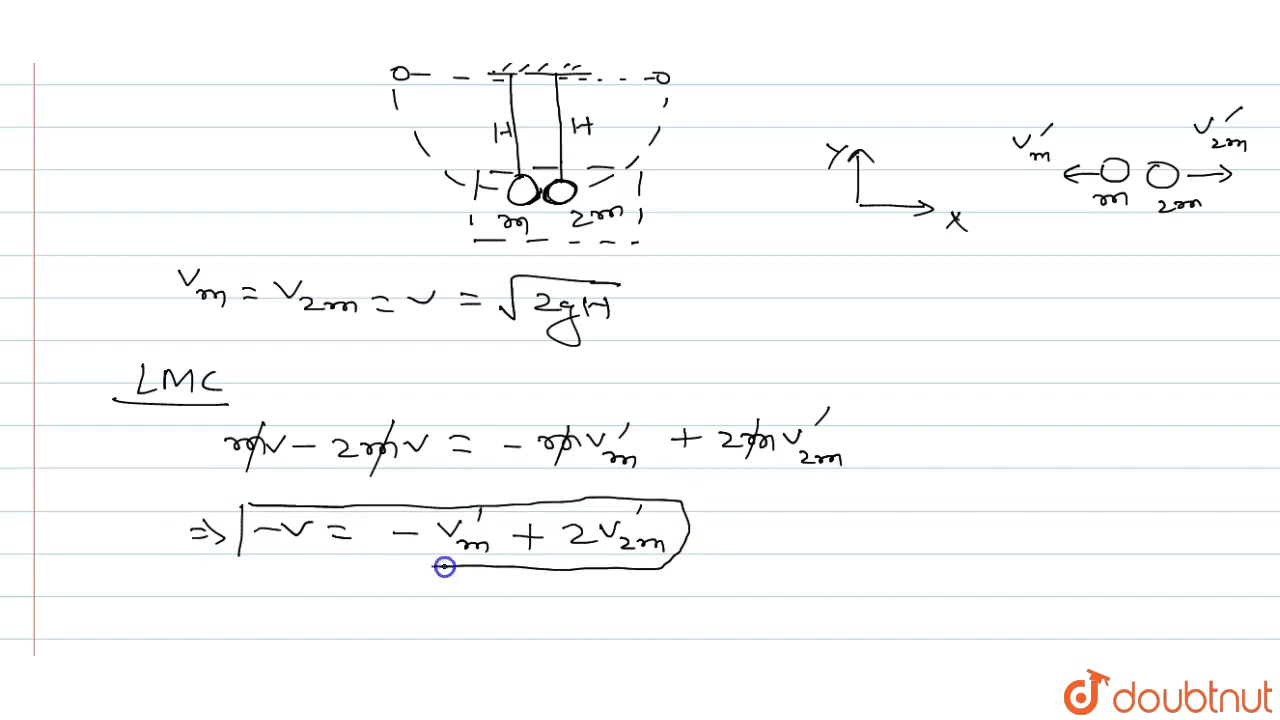 H H
m 2m
Y
X
v'm v'2m
m 2m
Vm = V2m = v = √2gH
LMC
mv - 2mv = - mv'm + 2mv'2m
⇒ -v = - v'm + 2v'2m
doubtnut